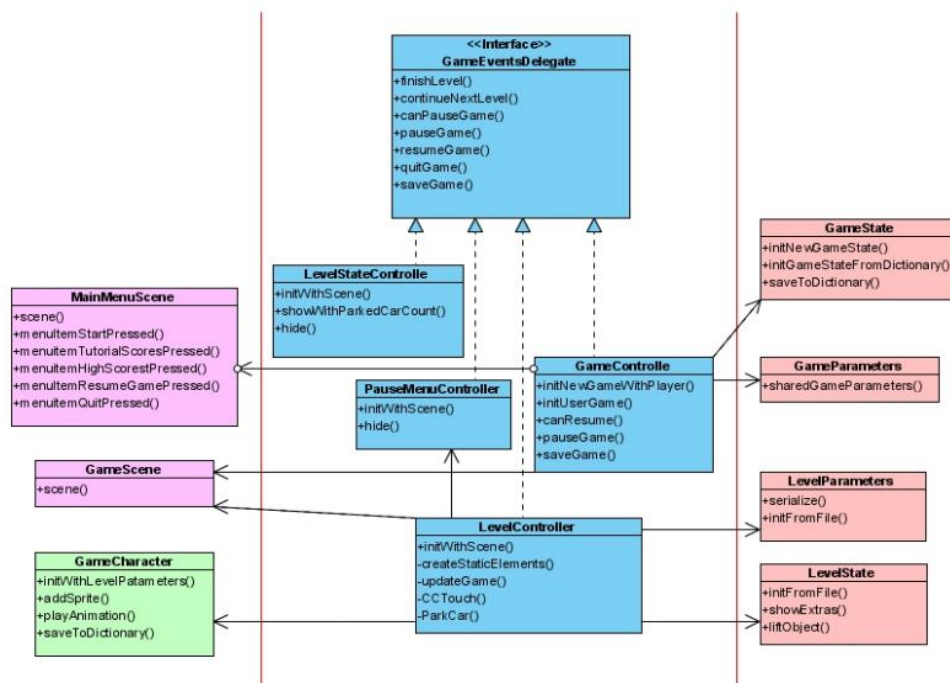 <<Interface>>
GameEventsDelegate
+finishLevel()
+continueNextLevel()
+canPauseGame()
+pauseGame()
+resumeGame()
+quitGame()
+saveGame()
LevelStateControlle
+initWithScene()
+showWithParkedCarCount()
+hide()
MainMenuScene
+scene()
+menuItemStartPressed()
+menuitemTutorialScoresPressed()
+menuitemHighScorestPressed()
+menuItemResumeGamePressed()
+menuitemQuitPressed()
GameState
+initNewGameState()
+initGameStateFromDictionary()
+saveToDictionary()
GameControlle
+initNewGameWithPlayer()
+initUserGame()
+canResume()
+pauseGame()
+saveGame()
GameParameters
+sharedGameParameters()
PauseMenuController
+initWithScene()
+hide()
GameScene
+scene()
LevelParameters
+serialize()
+initFromFile()
LevelController
+initWithScene()
-createStaticElements()
-updateGame()
-CCTouch()
-ParkCar()
GameCharacter
+initWithLevelPatameters()
+addSprite()
+playAnimation()
+saveToDictionary()
LevelState
+initFromFile()
+showExtras()
+liftObject()